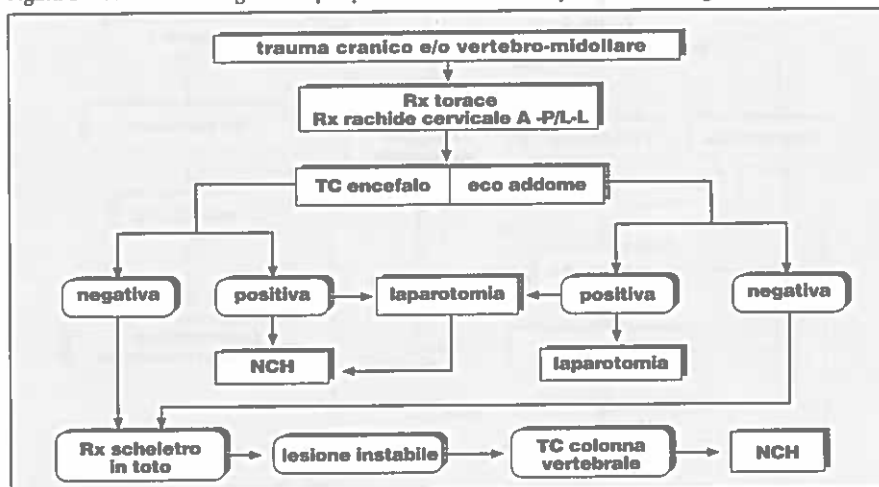 trauma cranico e/o vertebro-midollare
Rx torace
Rx rachide cervicale A -P/L-L
TC encefalo eco addome
negativa positiva laparotomia positiva negativa
NCH laparotomia
Rx scheletro
in toto
lesione instabile
TC colonna
vertebrale
NCH